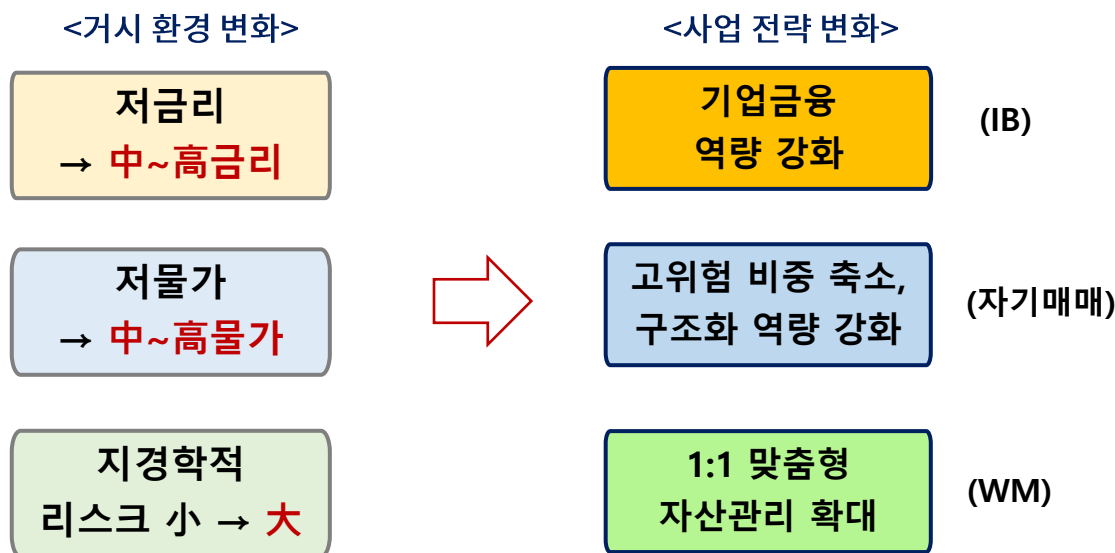 <거시 환경 변화>
저금리
→ 中~高금리
저물가
→ 中~高물가
지경학적
리스크 小 → 大
<사업 전략 변화>
기업금융
역량 강화
(IB)
고위험 비중 축소,
구조화 역량 강화
(자기매매)
1:1 맞춤형
자산관리 확대
(WM)